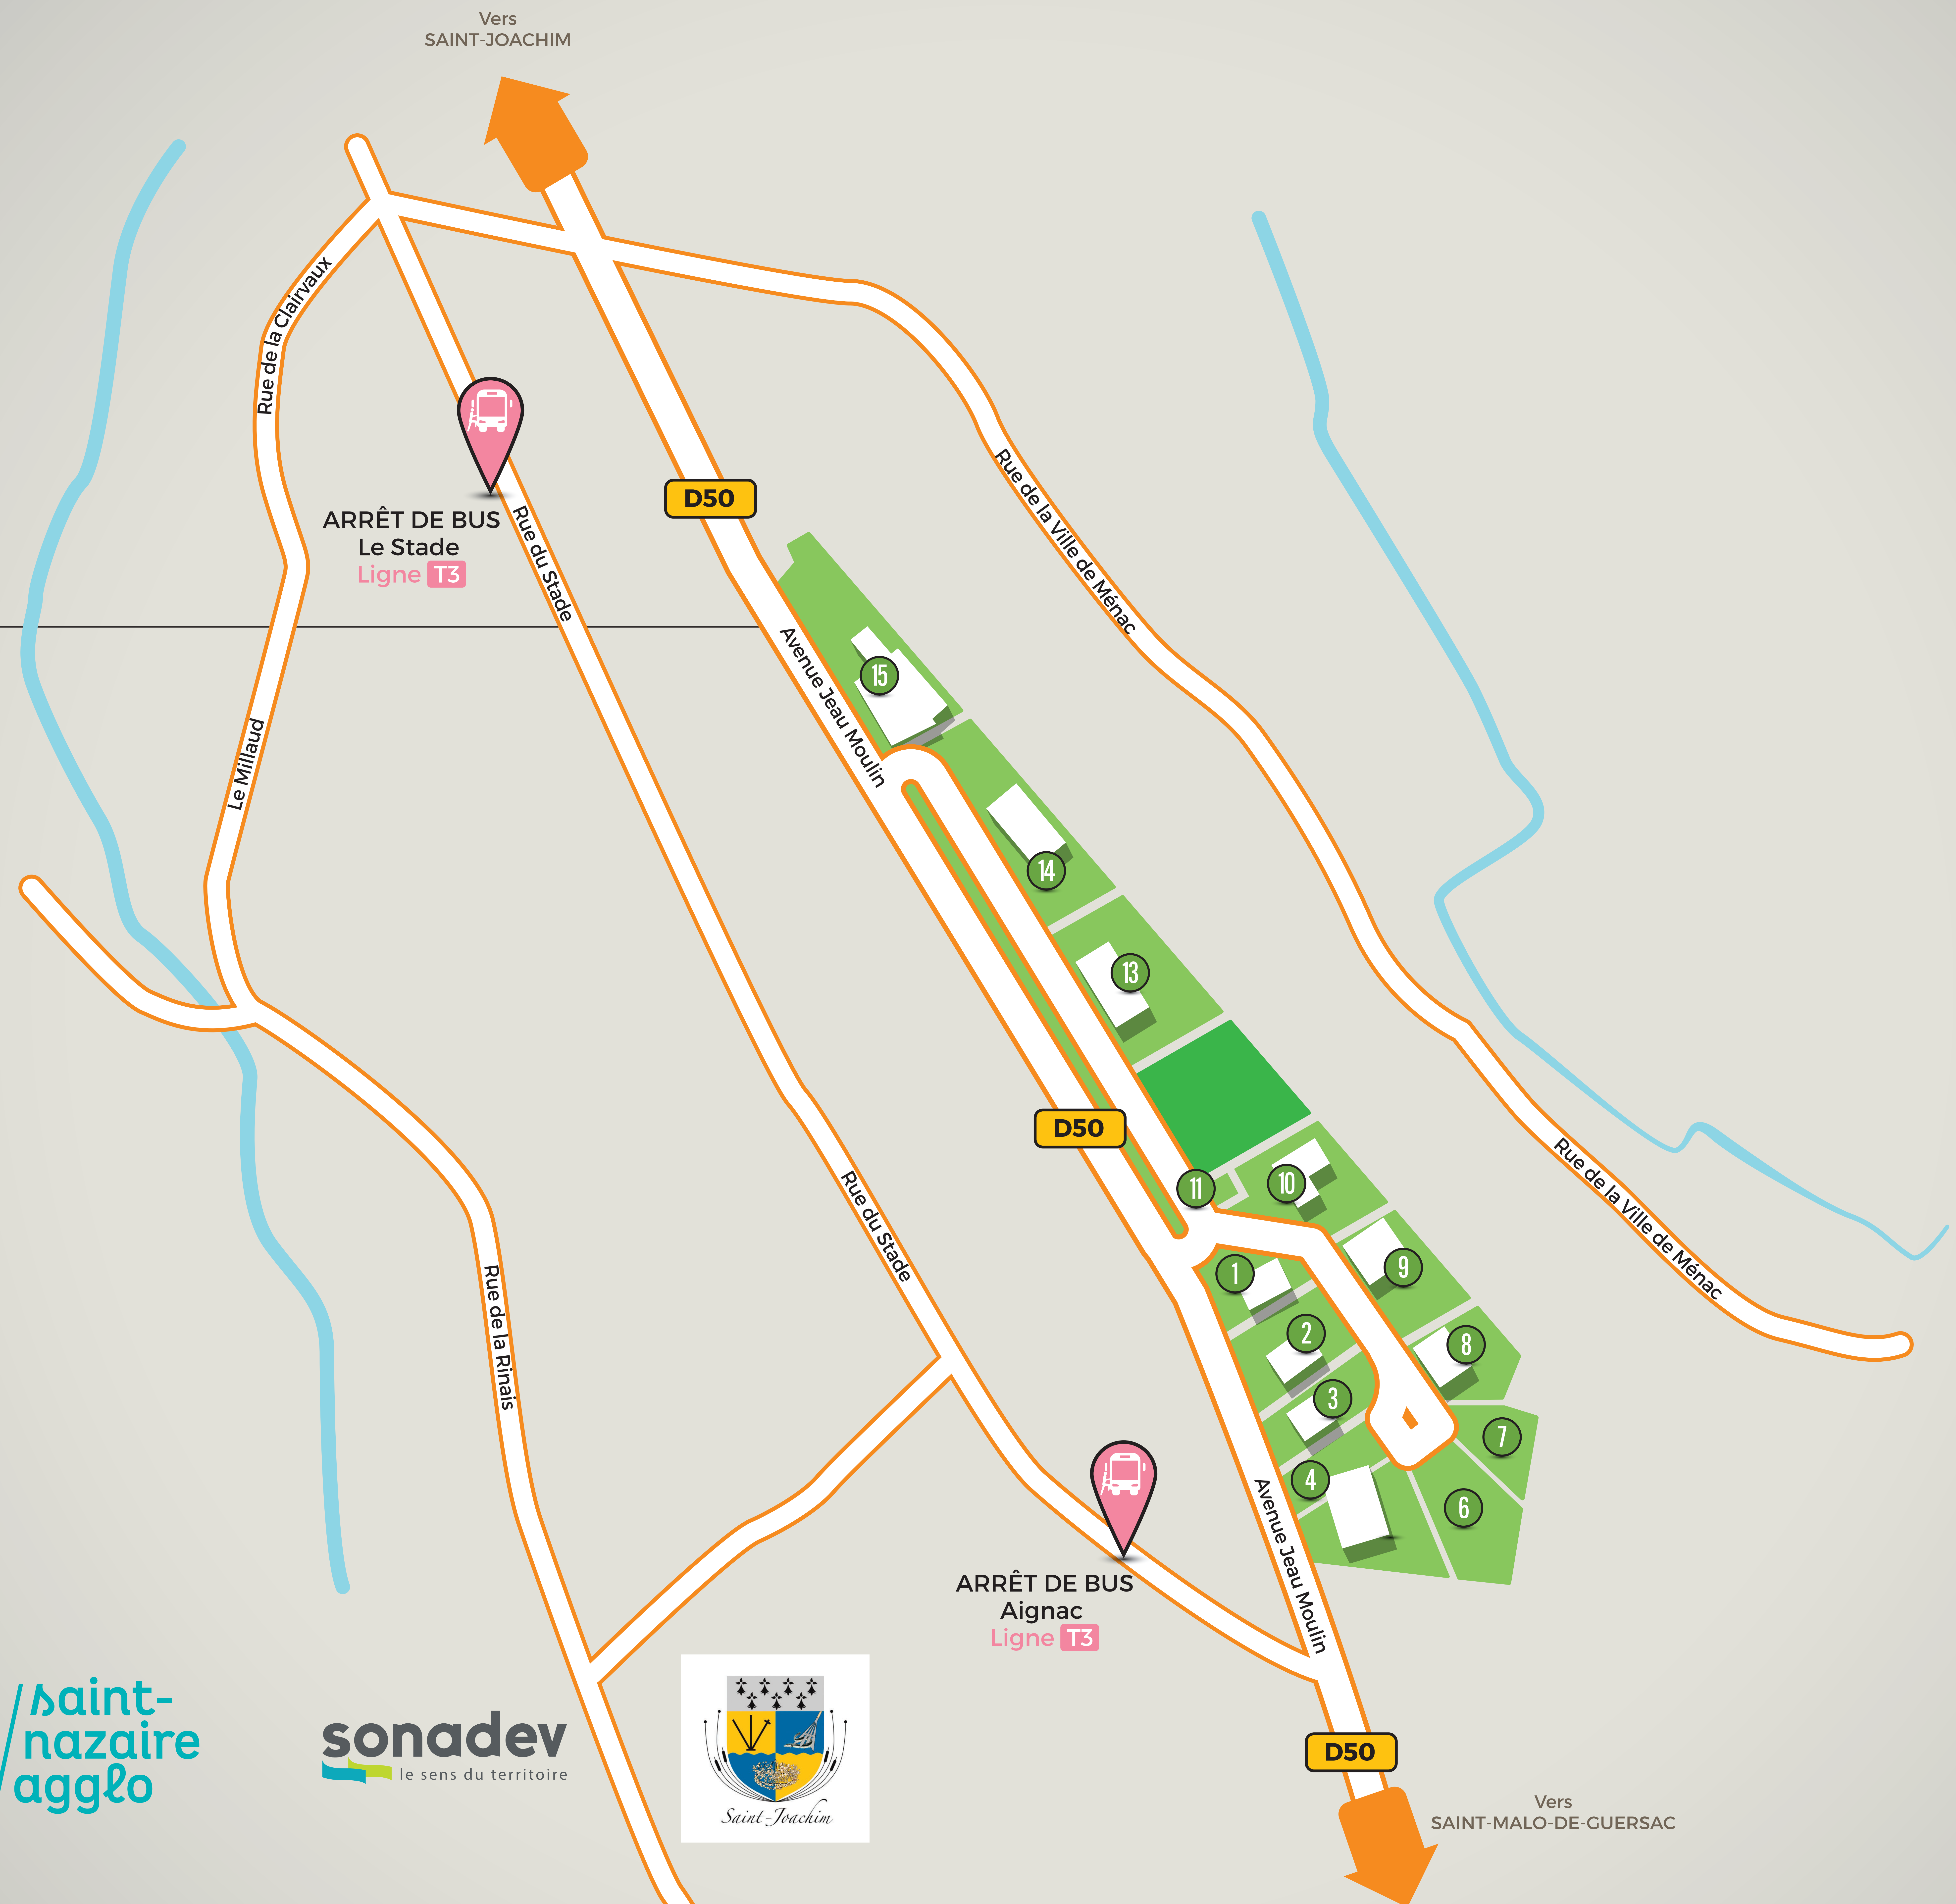 Vers
SAINT-JOACHIM
Rue de la Clairvaux
ARRÊT DE BUS
Le Stade
Ligne T3
Rue du Stade
D50
Rue de la Ville de Ménac
Avenue Jeau Moulin
15
Le Millaud
14
13
D50
11
10
Rue du Stade
Rue de la Ville de Ménac
1
9
2
8
3
Rue de la Rinais
7
4
6
Avenue Jeau Moulin
ARRÊT DE BUS
Aignac
Ligne T3
saint-
nazaire
agglo
sonadev
le sens du territoire
Saint-Joachim
D50
Vers
SAINT-MALO-DE-GUERSAC